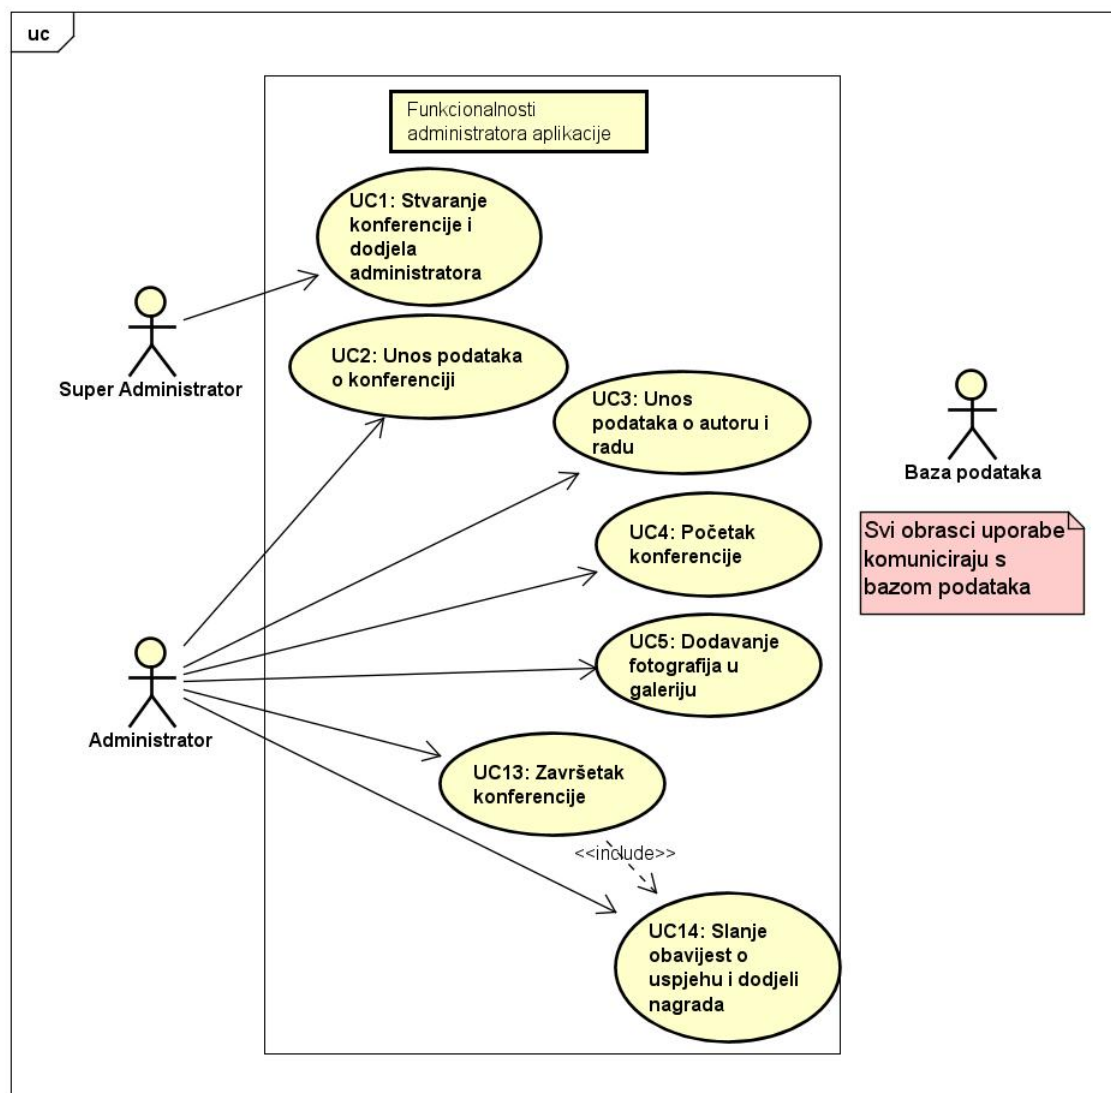 uc
Funkcionalnosti
administratora aplikacije
UC1: Stvaranje
konferencije i
dodjela
administratora
Super Administrator
UC2: Unos podataka
o konferenciji
UC3: Unos
podataka o autoru i
radu
Baza podataka
UC4: Početak
konferencije
Svi obrasci uporabe
komuniciraju s
bazom podataka
UC5: Dodavanje
fotografija u
galeriju
Administrator
UC13: Završetak
konferencije
<<include>>
UC14: Slanje
obavijest o
uspjehu i dodjeli
nagrada